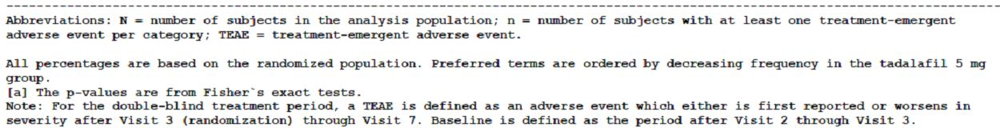 Abbreviations: N = number of subjects in the analysis population; n = number of subjects with at least one treatment-emergent
adverse event per category; TEAE = treatment-emergent adverse event.
All percentages are based on the randomized population. Preferred terms are ordered by decreasing frequency in the tadalafil 5 mg
group.
[a] The p-values are from Fisher`s exact tests.
Note: For the double-blind treatment period, a TEAE is defined as an adverse event which either is first reported or worsens in
severity after Visit 3 (randomization) through Visit 7. Baseline is defined as the period after Visit 2 through Visit 3.